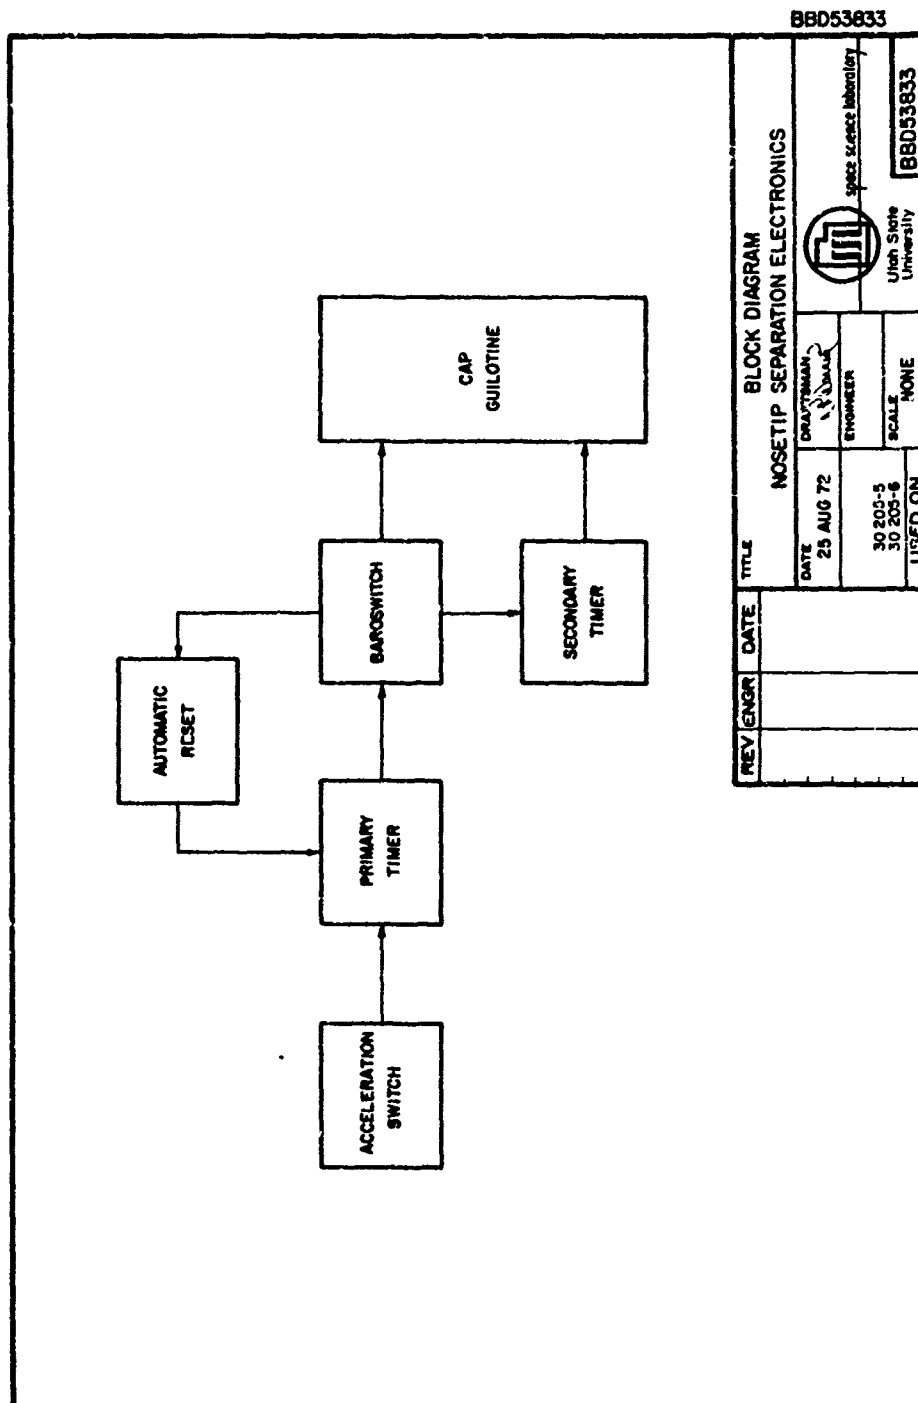 BBD53833
AUTOMATIC
RESET
ACCELERATION
SWITCH
PRIMARY
TIMER
BAROSWITCH
CAP
GUILOTINE
SECONDARY
TIMER
REV
ENGR
DATE
TITLE
BLOCK DIAGRAM
NOSETIP SEPARATION ELECTRONICS
DATE
25 AUG 72
DRAFTSMAN
ENGINEER
30 205-5
30 205-6
SCALE
NONE
USED ON
space science laboratory
Utah State
University
BBD53833